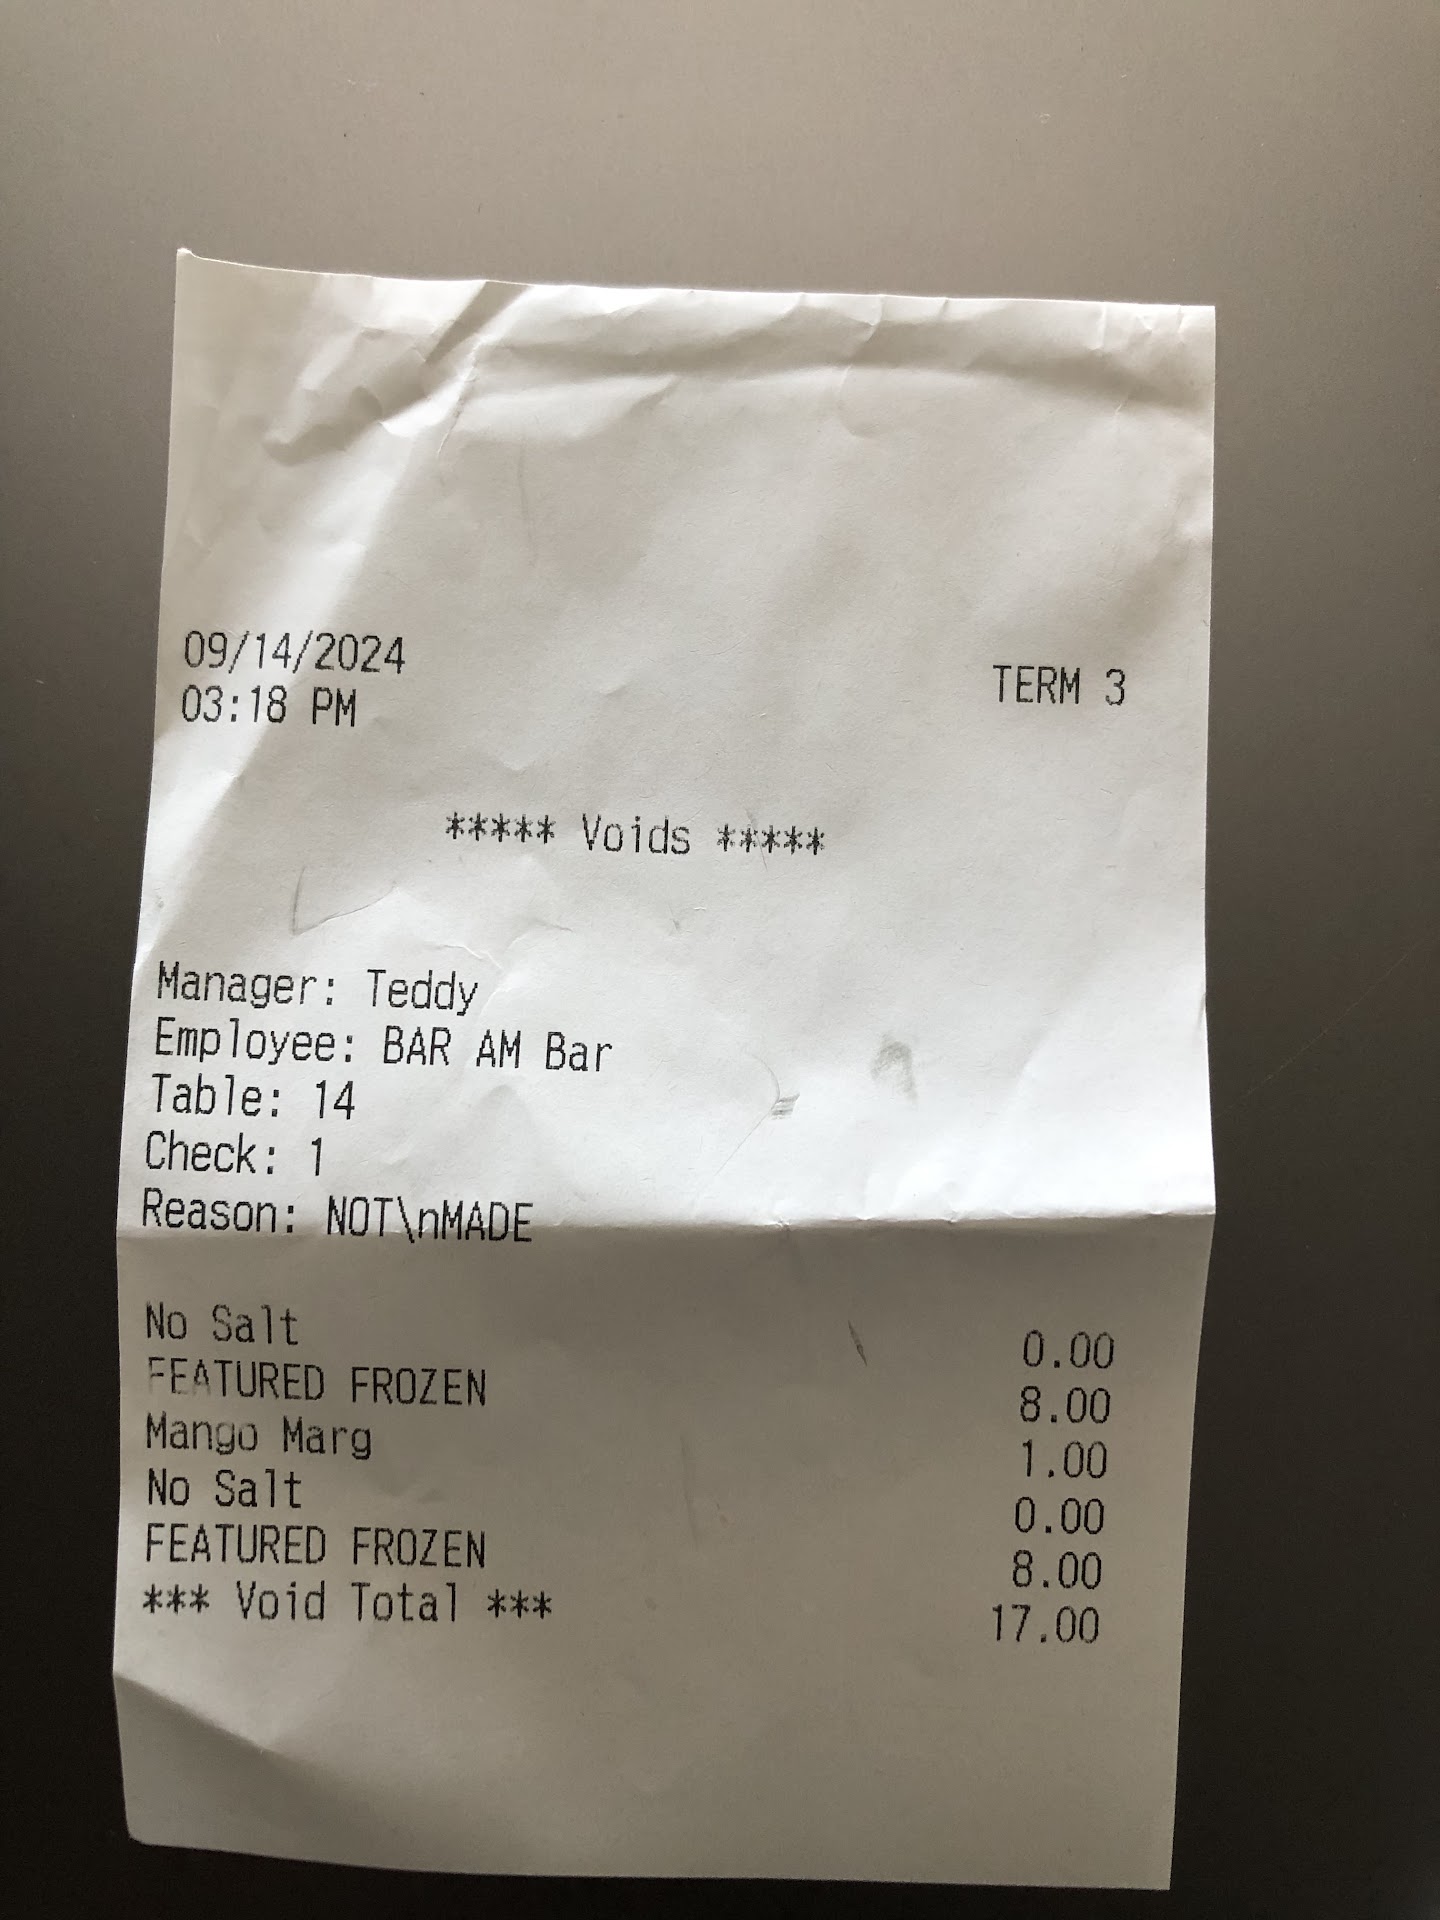 09/14/2024
03:18 PM TERM 3
***** Voids *****
Manager: Teddy
Employee: BAR AM Bar
Table: 14
Check: 1
Reason: NOT\nMADE
No Salt 0.00
FEATURED FROZEN 8.00
Mango Marg 1.00
No Salt 0.00
FEATURED FROZEN 8.00
*** Void Total *** 17.00